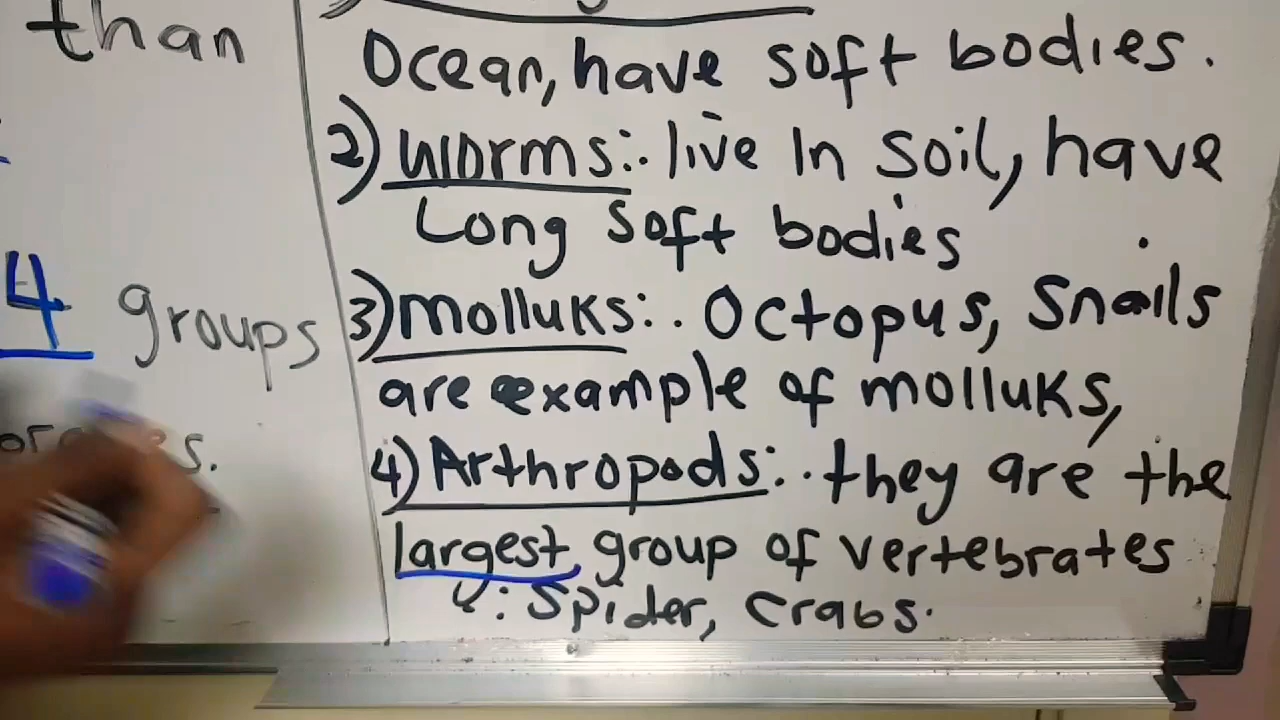 than
4 groups
s.
Ocean, have soft bodies.
2) worms:. live in soil, have
Long soft bodies
3) molluks:. Octopus, Snails
are example of molluks,
4) Arthropods:. they are the
largest group of vertebrates
: Spider, crabs.